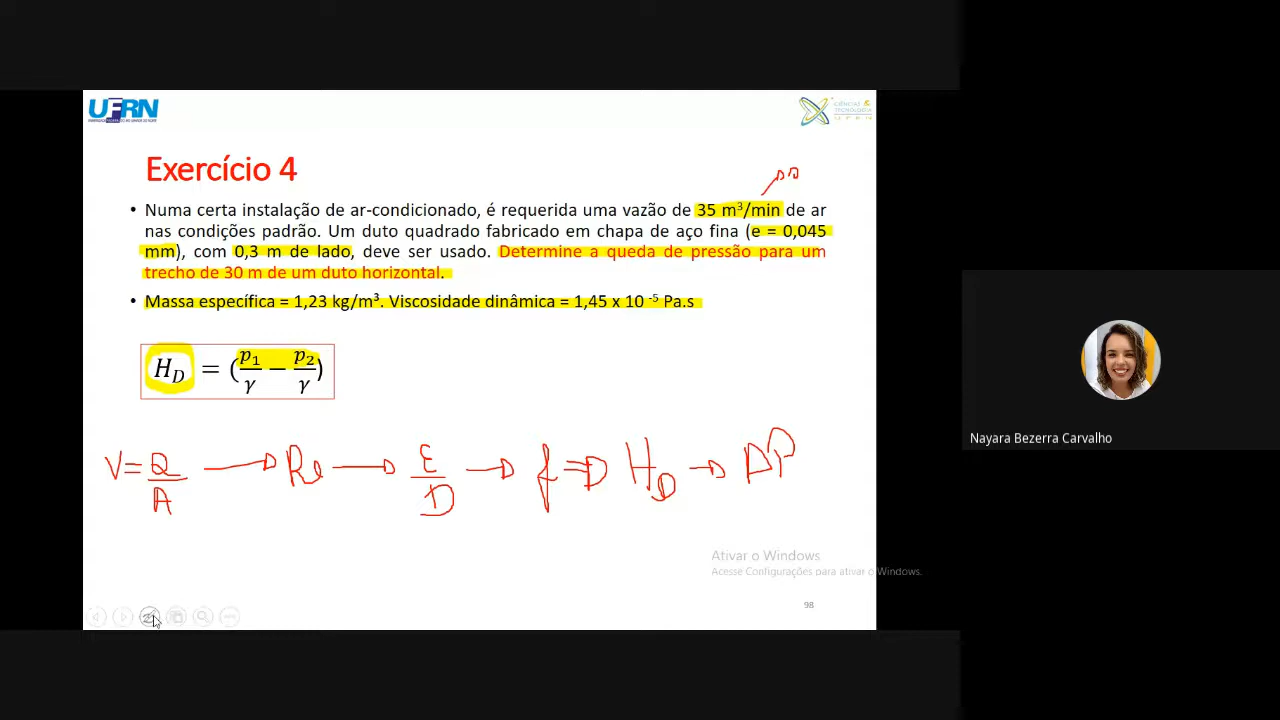 UFRN
CIÊNCIAS &
TECNOLOGIA
UFRN
Exercício 4
• Numa certa instalação de ar-condicionado, é requerida uma vazão de 35 m³/min de ar
nas condições padrão. Um duto quadrado fabricado em chapa de aço fina (e = 0,045
mm), com 0,3 m de lado, deve ser usado. Determine a queda de pressão para um
trecho de 30 m de um duto horizontal.
• Massa específica = 1,23 kg/m³. Viscosidade dinâmica = 1,45 x 10 ⁻⁵ Pa.s
H_D = (p₁/γ − p₂/γ)
V = Q/A → Re → E/D → f ⇒ H_D → ΔP
Nayara Bezerra Carvalho
Ativar o Windows
Acesse Configurações para ativar o Windows.
98